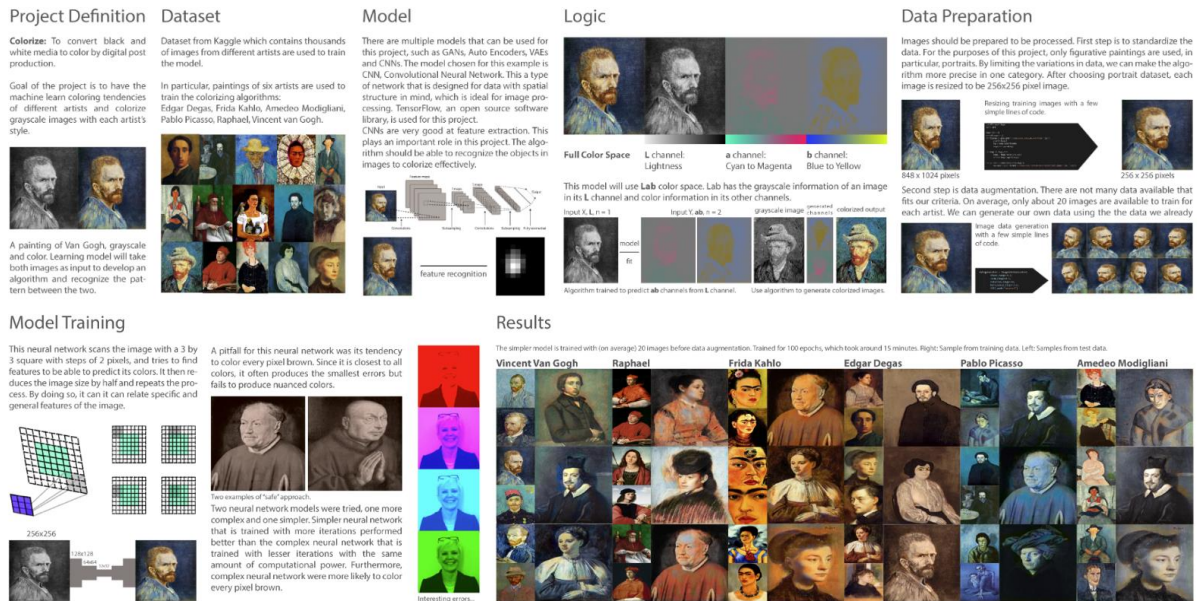 Project Definition
Colorize: To convert black and
white media to color by digital post
production.
Goal of the project is to have the
machine learn coloring tendencies
of different artists and colorize
grayscale images with each artist's
style.
A painting of Van Gogh, grayscale
and color. Learning model will take
both images as input to develop an
algorithm and recognize the pat-
tern between the two.
Dataset
Dataset from Kaggle which contains thousands
of images from different artists are used to train
the model.
In particular, paintings of six artists are used to
train the colorizing algorithms:
Edgar Degas, Frida Kahlo, Amedeo Modigliani,
Pablo Picasso, Raphael, Vincent van Gogh.
Model
There are multiple models that can be used for
this project, such as GANs, Auto Encoders, VAEs
and CNNs. The model chosen for this example is
CNN, Convolutional Neural Network. This a type
of network that is designed for data with spatial
structure in mind, which is ideal for image pro-
cessing. TensorFlow, an open source software
library, is used for this project.
CNNs are very good at feature extraction. This
plays an important role in this project. The algo-
rithm should be able to recognize the objects in
images to colorize effectively.
feature recognition
Logic
Full Color Space
L channel:
Lightness
a channel:
Cyan to Magenta
b channel:
Blue to Yellow
This model will use Lab color space. Lab has the grayscale information of an image
in its L channel and color information in its other channels.
Input X, L, n = 1
Input Y, ab, n = 2
grayscale image
generated
channels
colorized output
model
fit
Algorithm trained to predict ab channels from L channel.
Use algorithm to generate colorized images.
Data Preparation
Images should be prepared to be processed. First step is to standardize the
data. For the purposes of this project, only figurative paintings are used, in
particular, portraits. By limiting the variations in data, we can make the algo-
rithm more precise in one category. After choosing portrait dataset, each
image is resized to be 256x256 pixel image.
Resizing training images with a few
simple lines of code.
848 x 1024 pixels
256 x 256 pixels
Second step is data augmentation. There are not many data available that
fits our criteria. On average, only about 20 images are available to train for
each artist. We can generate our own data using the the data we already
Image data generation
with a few simple lines
of code.
Model Training
This neural network scans the image with a 3 by
3 square with steps of 2 pixels, and tries to find
features to be able to predict its colors. It then re-
duces the image size by half and repeats the pro-
cess. By doing so, it can it can relate specific and
general features of the image.
256x256
128x128
64x64
A pitfall for this neural network was its tendency
to color every pixel brown. Since it is closest to all
colors, it often produces the smallest errors but
fails to produce nuanced colors.
Two examples of "safe" approach.
Two neural network models were tried, one more
complex and one simpler. Simpler neural network
that is trained with more iterations performed
better than the complex neural network that is
trained with lesser iterations with the same
amount of computational power. Furthermore,
complex neural network were more likely to color
every pixel brown.
Interesting errors...
Results
The simpler model is trained with (on average) 20 images before data augmentation. Trained for 100 epochs, which took around 15 minutes. Right: Sample from training data. Left: Samples from test data.
Vincent Van Gogh
Raphael
Frida Kahlo
Edgar Degas
Pablo Picasso
Amedeo Modigliani